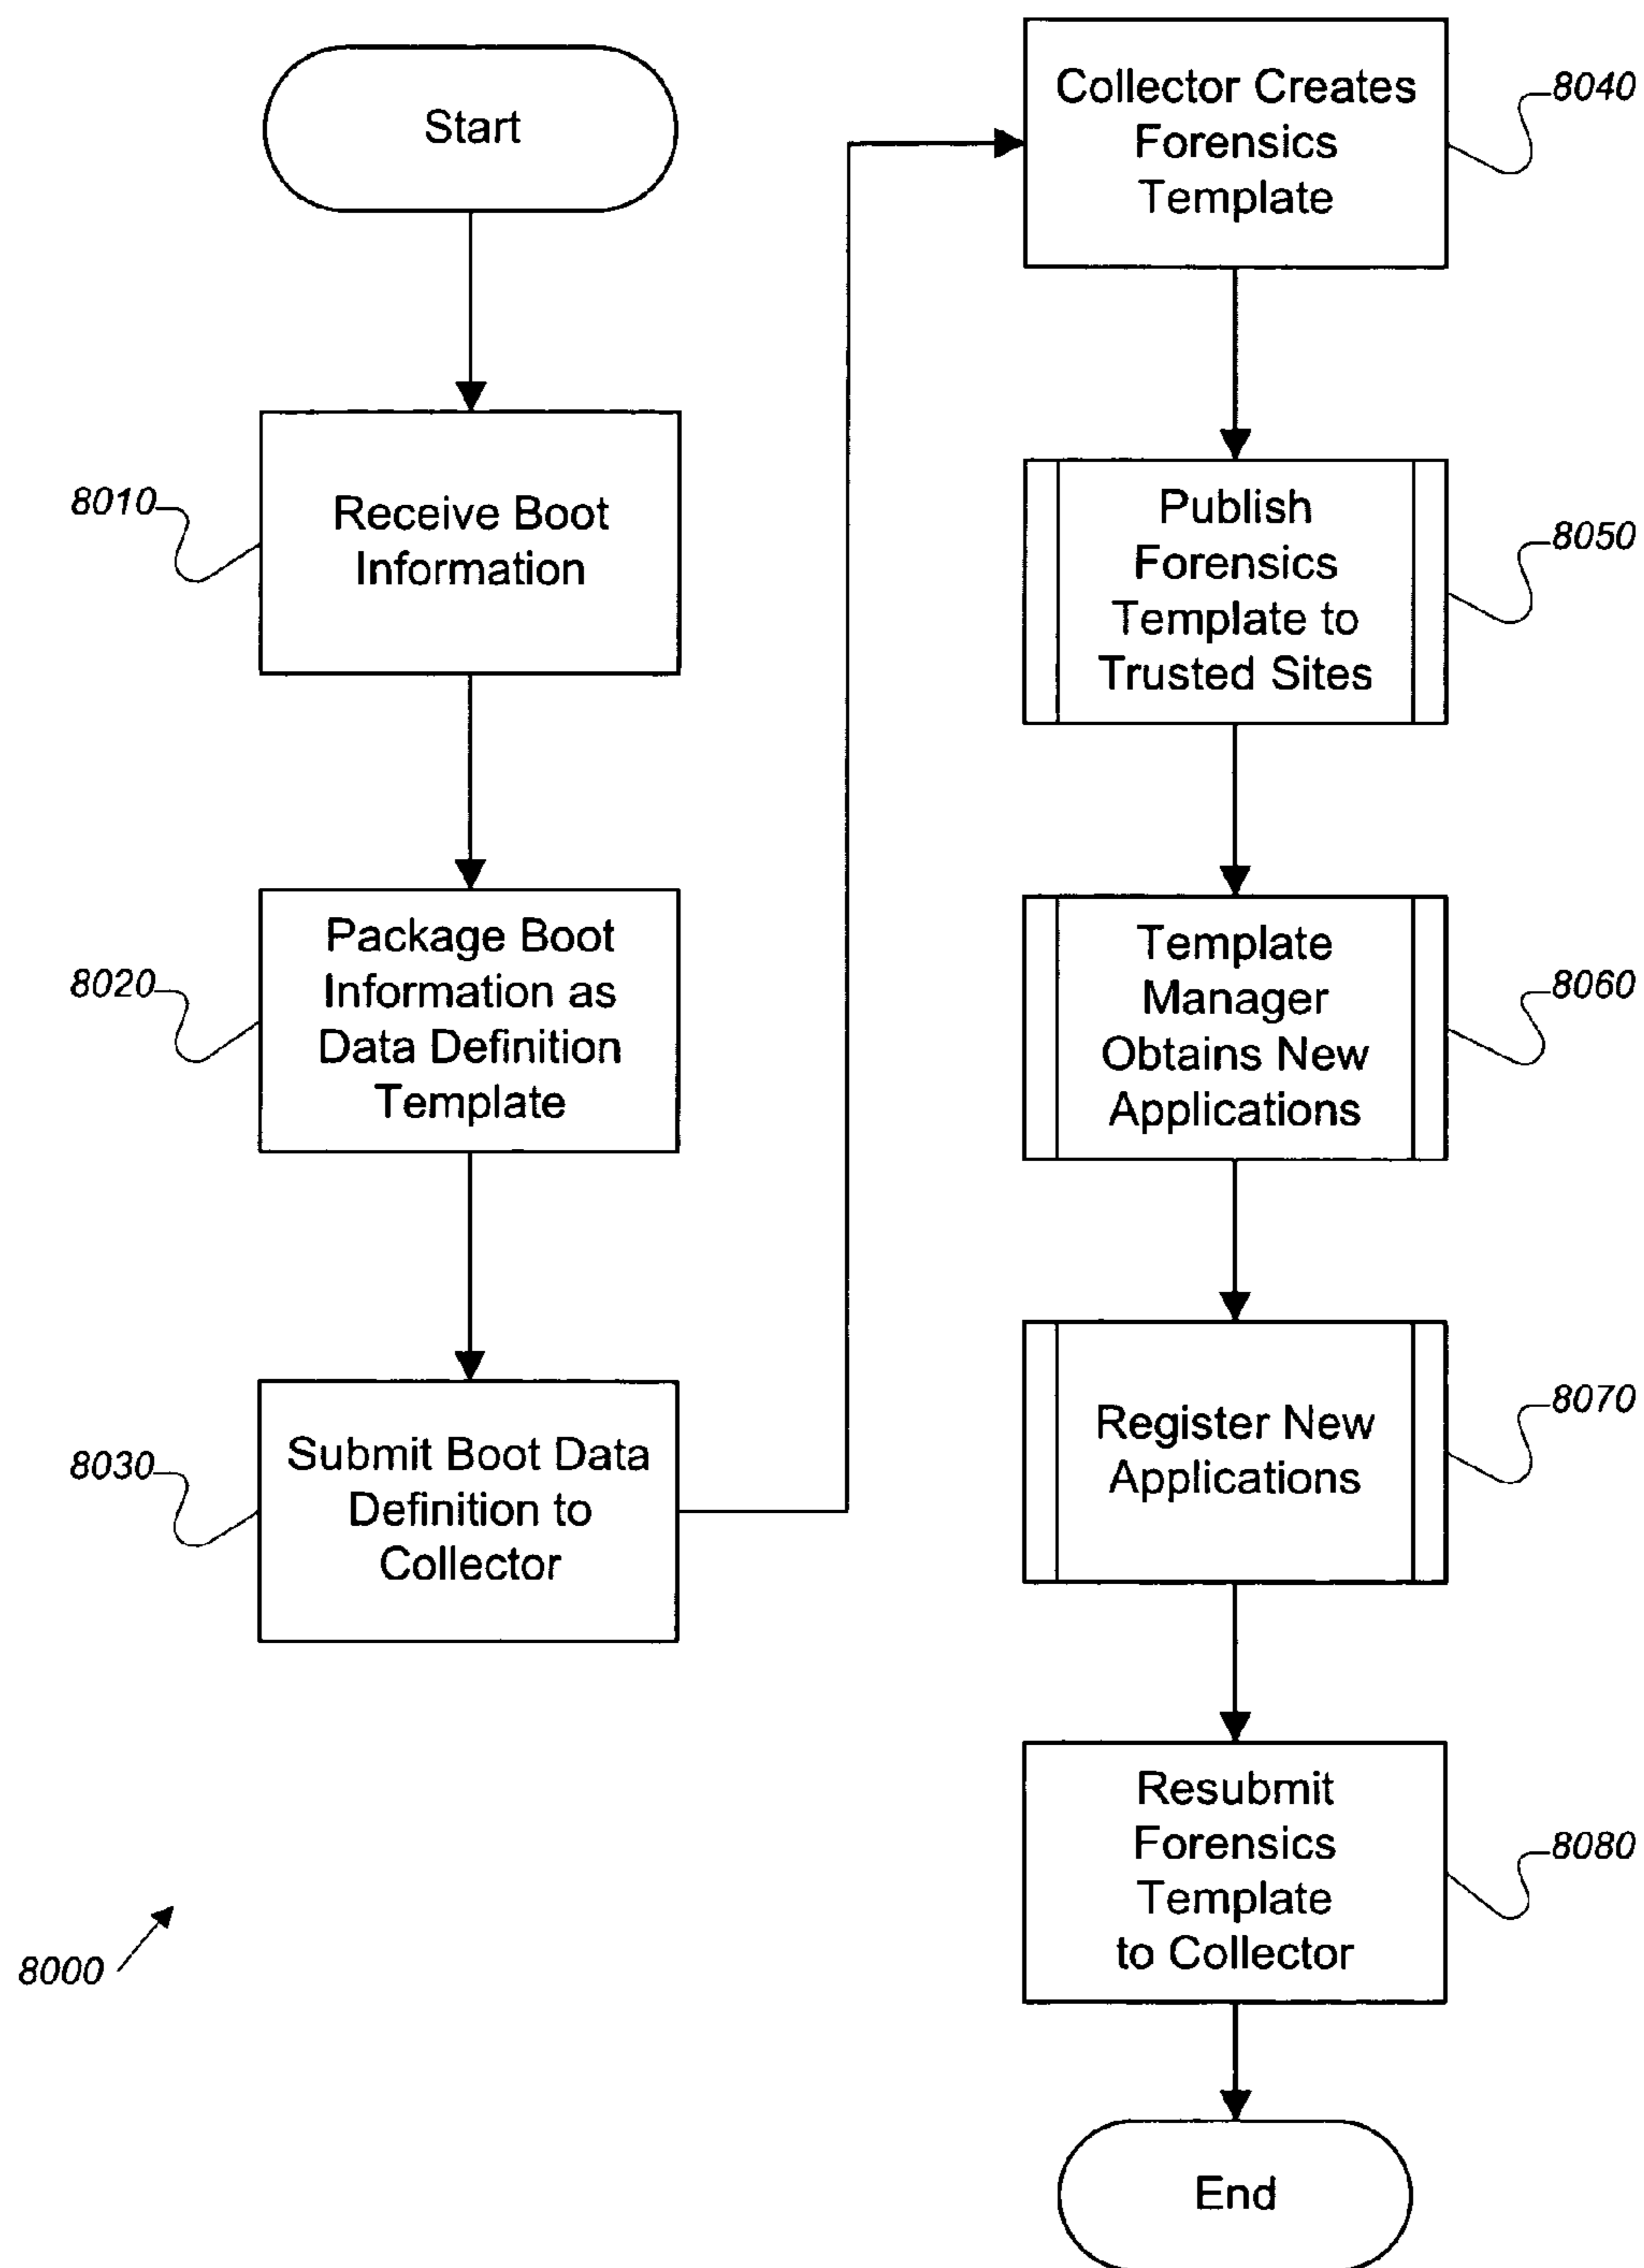 Start
8010
Receive Boot
Information
8020
Package Boot
Information as
Data Definition
Template
8030
Submit Boot Data
Definition to
Collector
8000
Collector Creates
Forensics
Template
8040
Publish
Forensics
Template to
Trusted Sites
8050
Template
Manager
Obtains New
Applications
8060
Register New
Applications
8070
Resubmit
Forensics
Template
to Collector
8080
End